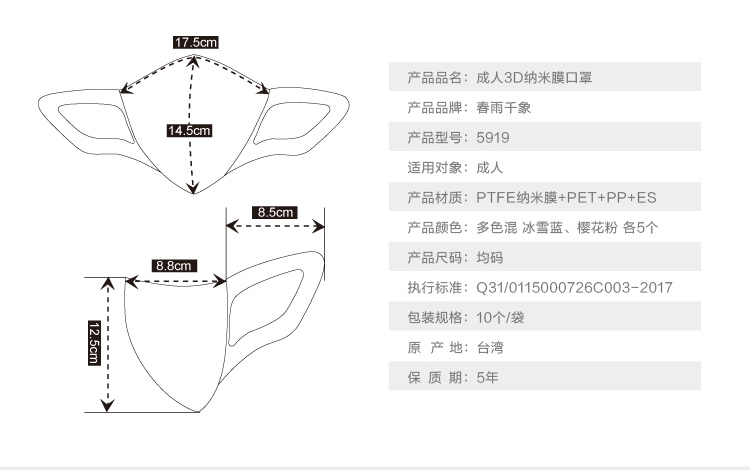 17.5cm
14.5cm
8.5cm
8.8cm
12.5cm
产品品名：成人3D纳米膜口罩
产品品牌：春雨千象
产品型号：5919
适用对象：成人
产品材质：PTFE纳米膜+PET+PP+ES
产品颜色：多色混 冰雪蓝、樱花粉 各5个
产品尺码：均码
执行标准：Q31/0115000726C003-2017
包装规格：10个/袋
原 产 地：台湾
保 质 期：5年